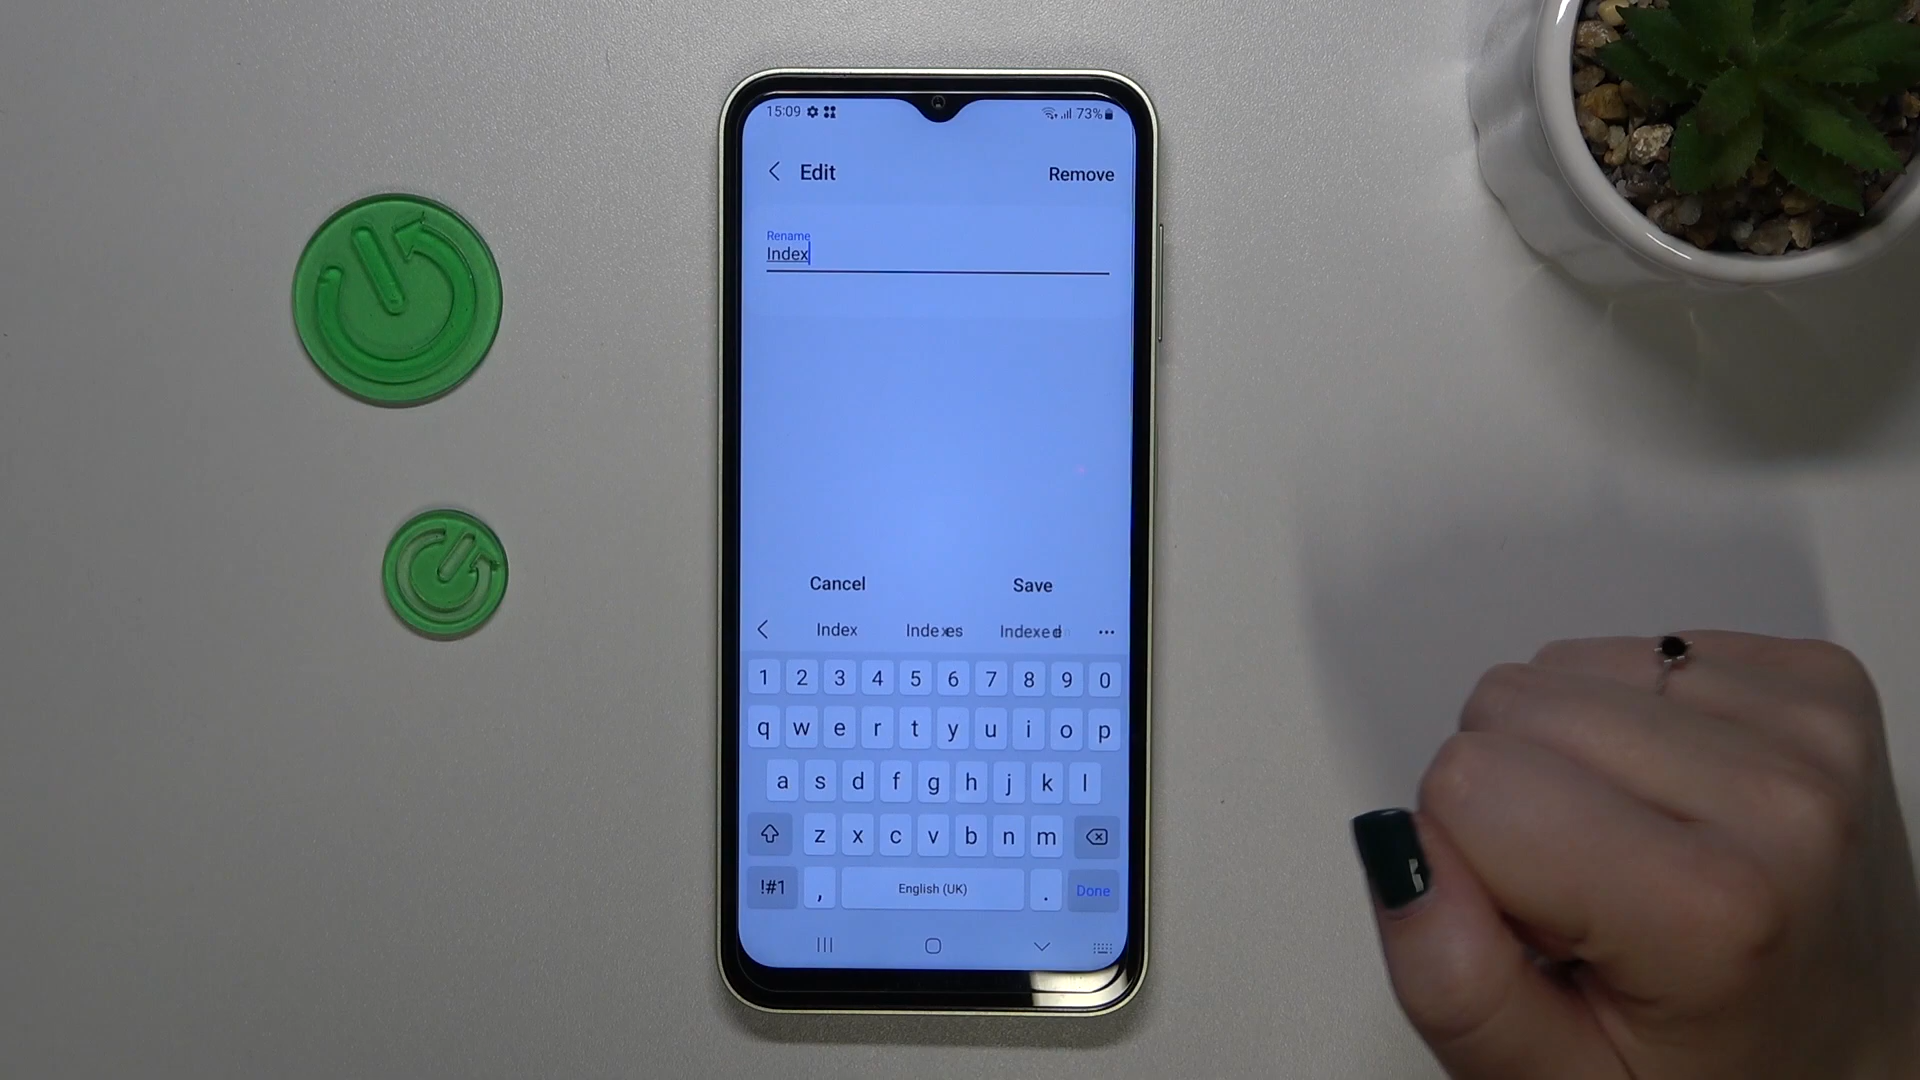 15:09 73%
Edit Remove
Rename
Index
Cancel Save
Index Indexes Indexed
1 2 3 4 5 6 7 8 9 0
q w e r t y u i o p
a s d f g h j k l
z x c v b n m
!#1 , English (UK) . Done